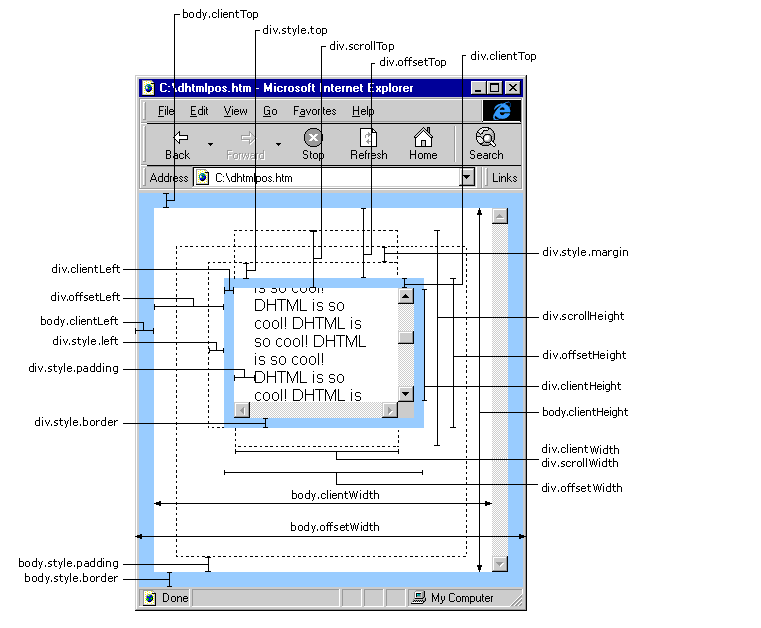 body.clientTop
div.style.top
div.scrollTop
div.offsetTop
div.clientTop
C:\dhtmlpos.htm - Microsoft Internet Explorer
File Edit View Go Favorites Help
Back Forward Stop Refresh Home Search
Address C:\dhtmlpos.htm Links
div.style.margin
div.clientLeft
div.offsetLeft
body.clientLeft
div.style.left
div.style.padding
div.style.border
is so cool!
DHTML is so
cool! DHTML is
so cool! DHTML
is so cool!
DHTML is so
cool! DHTML is
div.scrollHeight
div.offsetHeight
div.clientHeight
body.clientHeight
div.clientWidth
div.scrollWidth
div.offsetWidth
body.clientWidth
body.offsetWidth
body.style.padding
body.style.border
Done My Computer